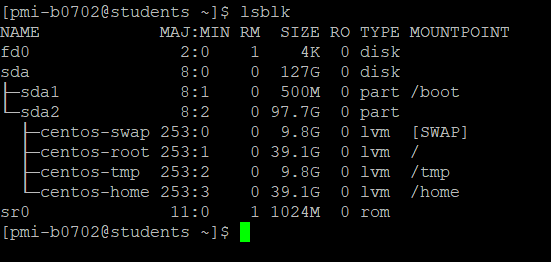 [pmi-b0702@students ~]$ lsblk
NAME            MAJ:MIN RM  SIZE RO TYPE MOUNTPOINT
fd0               2:0    1    4K  0 disk
sda               8:0    0  127G  0 disk
├─sda1            8:1    0  500M  0 part /boot
└─sda2            8:2    0 97.7G  0 part
  ├─centos-swap 253:0    0  9.8G  0 lvm  [SWAP]
  ├─centos-root 253:1    0 39.1G  0 lvm  /
  ├─centos-tmp  253:2    0  9.8G  0 lvm  /tmp
  └─centos-home 253:3    0 39.1G  0 lvm  /home
sr0              11:0    1 1024M  0 rom
[pmi-b0702@students ~]$